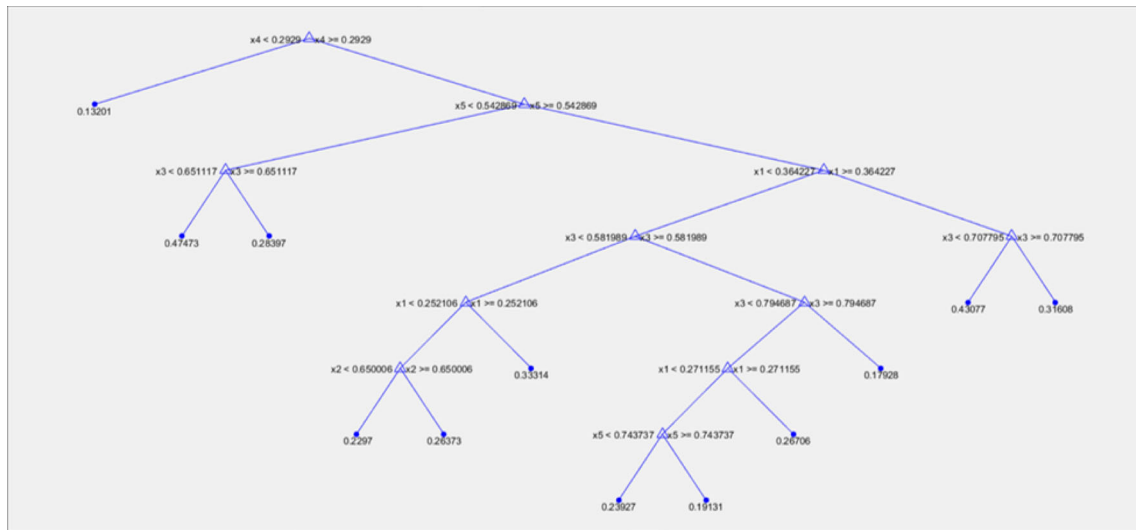 x4 < 0.2929 x4 >= 0.2929
0.13201
x5 < 0.542869 x5 >= 0.542869
x3 < 0.651117 x3 >= 0.651117
x1 < 0.364227 x1 >= 0.364227
0.47473
0.28397
x3 < 0.581989 x3 >= 0.581989
x3 < 0.707795 x3 >= 0.707795
x1 < 0.252106 x1 >= 0.252106
x3 < 0.794687 x3 >= 0.794687
0.43077
0.31608
x2 < 0.650006 x2 >= 0.650006
0.33314
x1 < 0.271155 x1 >= 0.271155
0.17928
0.2297
0.26373
x5 < 0.743737 x5 >= 0.743737
0.26706
0.23927
0.19131